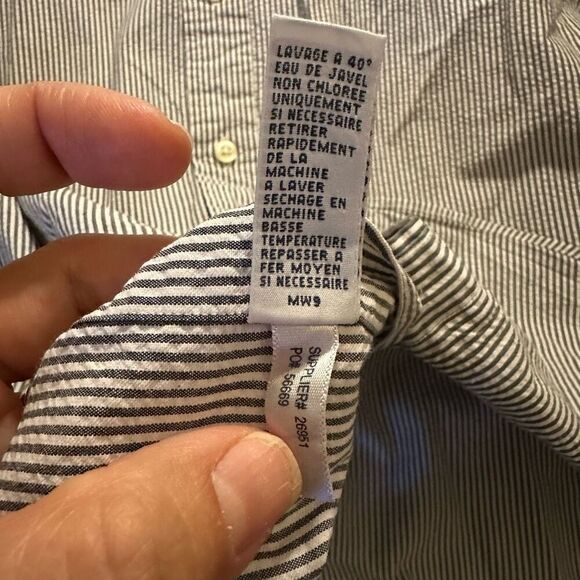 LAVAGE A 40°
EAU DE JAVEL
NON CHLOREE
UNIQUEMENT
SI NECESSAIRE
RETIRER
RAPIDEMENT
DE LA
MACHINE
A LAVER
SECHAGE EN
MACHINE
BASSE
TEMPERATURE
REPASSER A
FER MOYEN
SI NECESSAIRE
MW9
SUPPLIER# 26951
PO# 56669